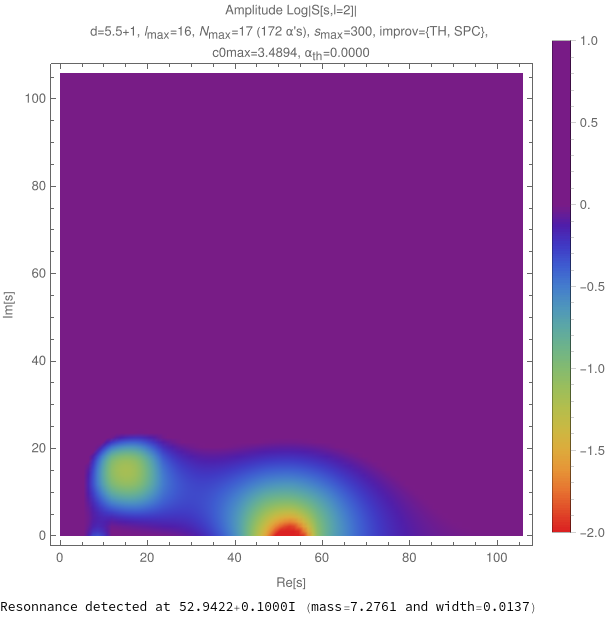 Amplitude Log|S[s,l=2]|
d=5.5+1, lmax=16, Nmax=17 (172 α's), smax=300, improv={TH, SPC},
c0max=3.4894, αth=0.0000
1.0
0.5
0.
−0.5
−1.0
−1.5
−2.0
100
80
60
40
20
0
Im[s]
0 20 40 60 80 100
Re[s]
Resonnance detected at 52.9422+0.1000I (mass=7.2761 and width=0.0137)